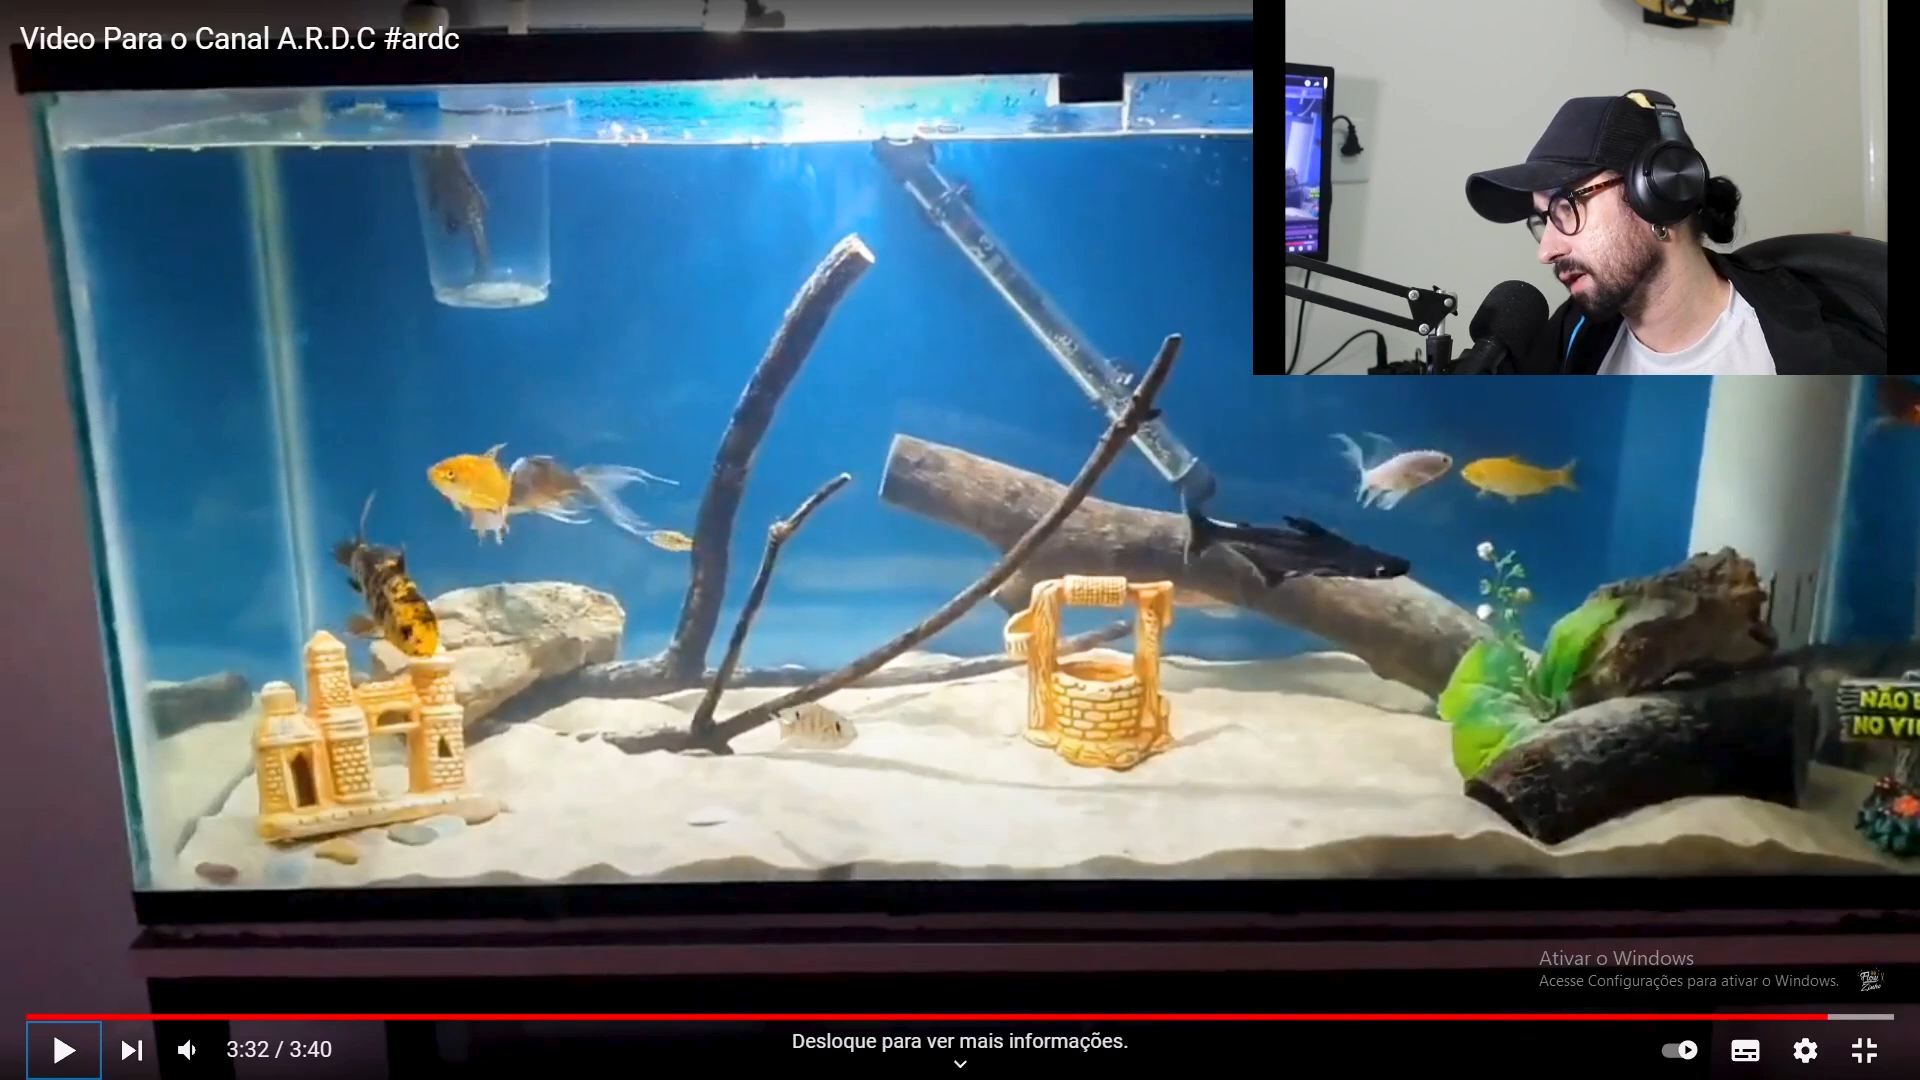 Video Para o Canal A.R.D.C #ardc
NÃO
NO
Ativar o Windows
Acesse Configurações para ativar o Windows.
3:32 / 3:40
Desloque para ver mais informações.